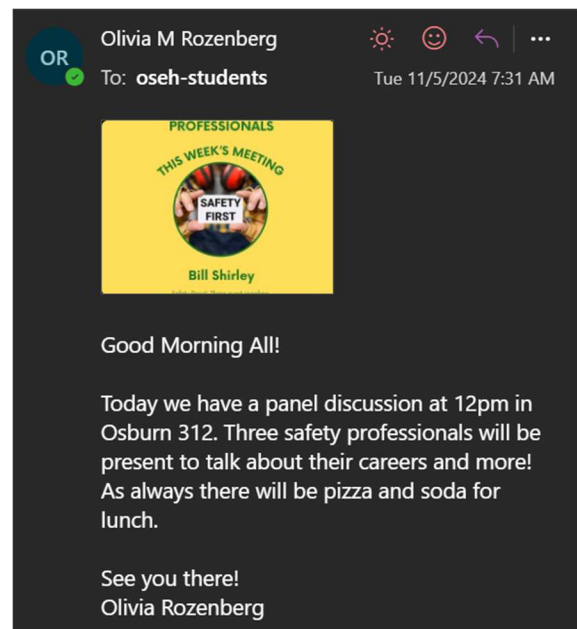 OR
Olivia M Rozenberg
To: oseh-students
Tue 11/5/2024 7:31 AM
PROFESSIONALS
THIS WEEK'S MEETING
SAFETY
FIRST
Bill Shirley
Good Morning All!
Today we have a panel discussion at 12pm in
Osburn 312. Three safety professionals will be
present to talk about their careers and more!
As always there will be pizza and soda for
lunch.
See you there!
Olivia Rozenberg